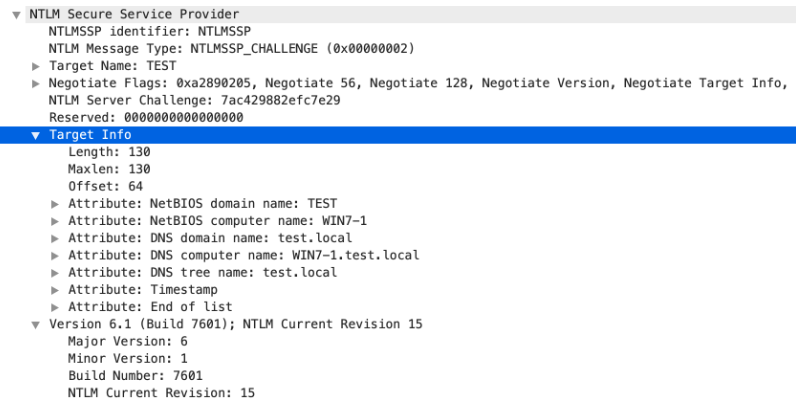 NTLM Secure Service Provider
NTLMSSP identifier: NTLMSSP
NTLM Message Type: NTLMSSP_CHALLENGE (0x00000002)
Target Name: TEST
Negotiate Flags: 0xa2890205, Negotiate 56, Negotiate 128, Negotiate Version, Negotiate Target Info,
NTLM Server Challenge: 7ac429882efc7e29
Reserved: 0000000000000000
Target Info
Length: 130
Maxlen: 130
Offset: 64
Attribute: NetBIOS domain name: TEST
Attribute: NetBIOS computer name: WIN7-1
Attribute: DNS domain name: test.local
Attribute: DNS computer name: WIN7-1.test.local
Attribute: DNS tree name: test.local
Attribute: Timestamp
Attribute: End of list
Version 6.1 (Build 7601); NTLM Current Revision 15
Major Version: 6
Minor Version: 1
Build Number: 7601
NTLM Current Revision: 15